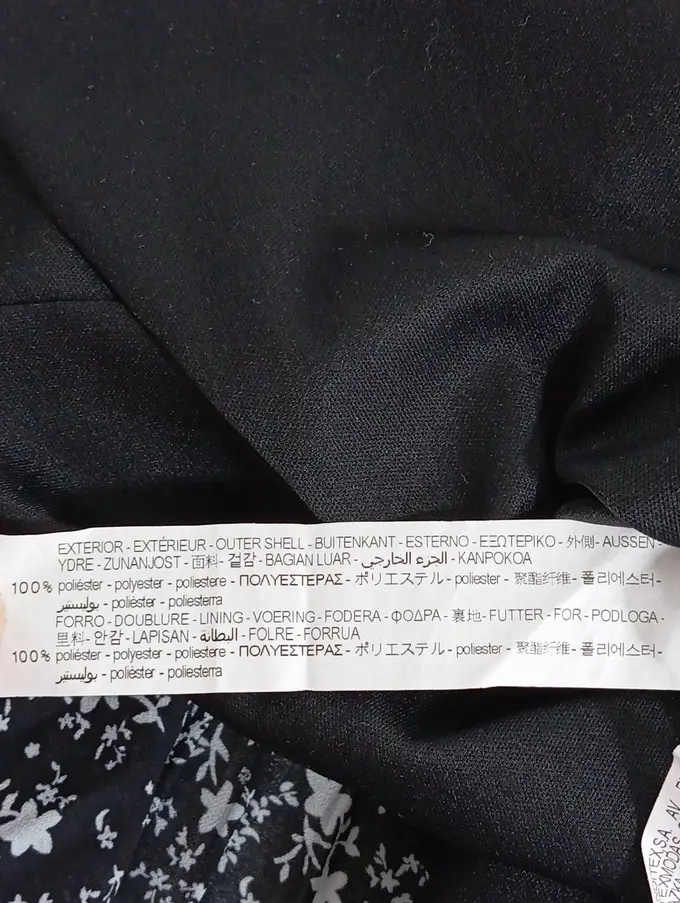 EXTERIOR - EXTÉRIEUR - OUTER SHELL - BUITENKANT - ESTERNO - ΕΞΩΤΕΡΙΚΟ - 外側 - AUSSEN -
YDRE - ZUNANJOST - 面料 - 겉감 - BAGIAN LUAR - الجزء الخارجي - KANPOKOA
100% poliéster - polyester - poliestere - ΠΟΛΥΕΣΤΕΡΑΣ - ポリエステル - poliester - 聚酯纤维 - 폴리에스터 -
بوليستير - polièster - poliesterra
FORRO - DOUBLURE - LINING - VOERING - FODERA - ΦΟΔΡΑ - 裏地 - FUTTER - FOR - PODLOGA -
里料 - 안감 - LAPISAN - البطانة - FOLRE - FORRUA
100% poliéster - polyester - poliestere - ΠΟΛΥΕΣΤΕΡΑΣ - ポリエステル - poliester - 聚酯纤维 - 폴리에스터 -
بوليستير - polièster - poliesterra